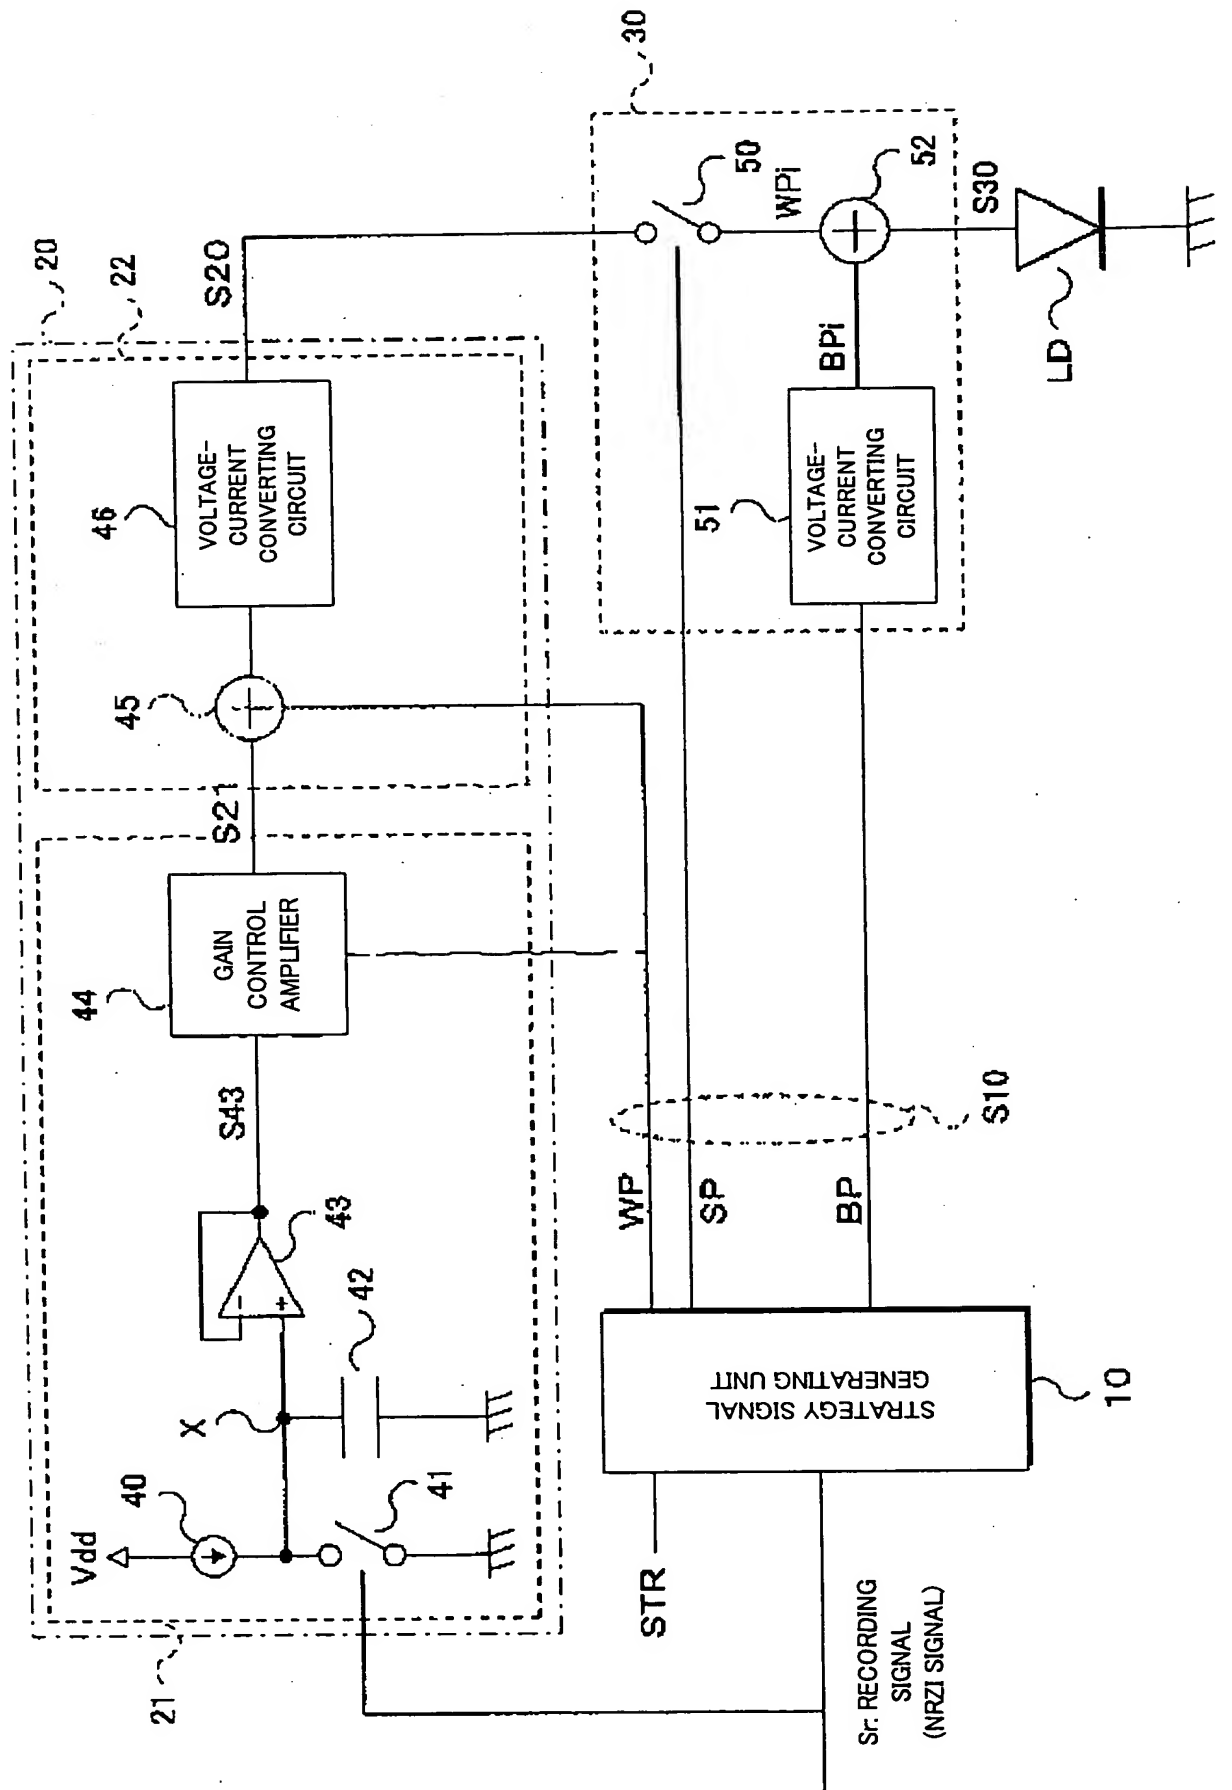 20
22
46
VOLTAGE-
CURRENT
CONVERTING
CIRCUIT
S20
45
S21
44
GAIN
CONTROL
AMPLIFIER
S43
43
-
+
42
X
40
Vdd
41
21
30
50
WPi
52
S30
BPi
51
VOLTAGE-
CURRENT
CONVERTING
CIRCUIT
LD
S10
WP
SP
BP
STRATEGY SIGNAL
GENERATING UNIT
10
STR
Sr. RECORDING
SIGNAL
(NRZI SIGNAL)